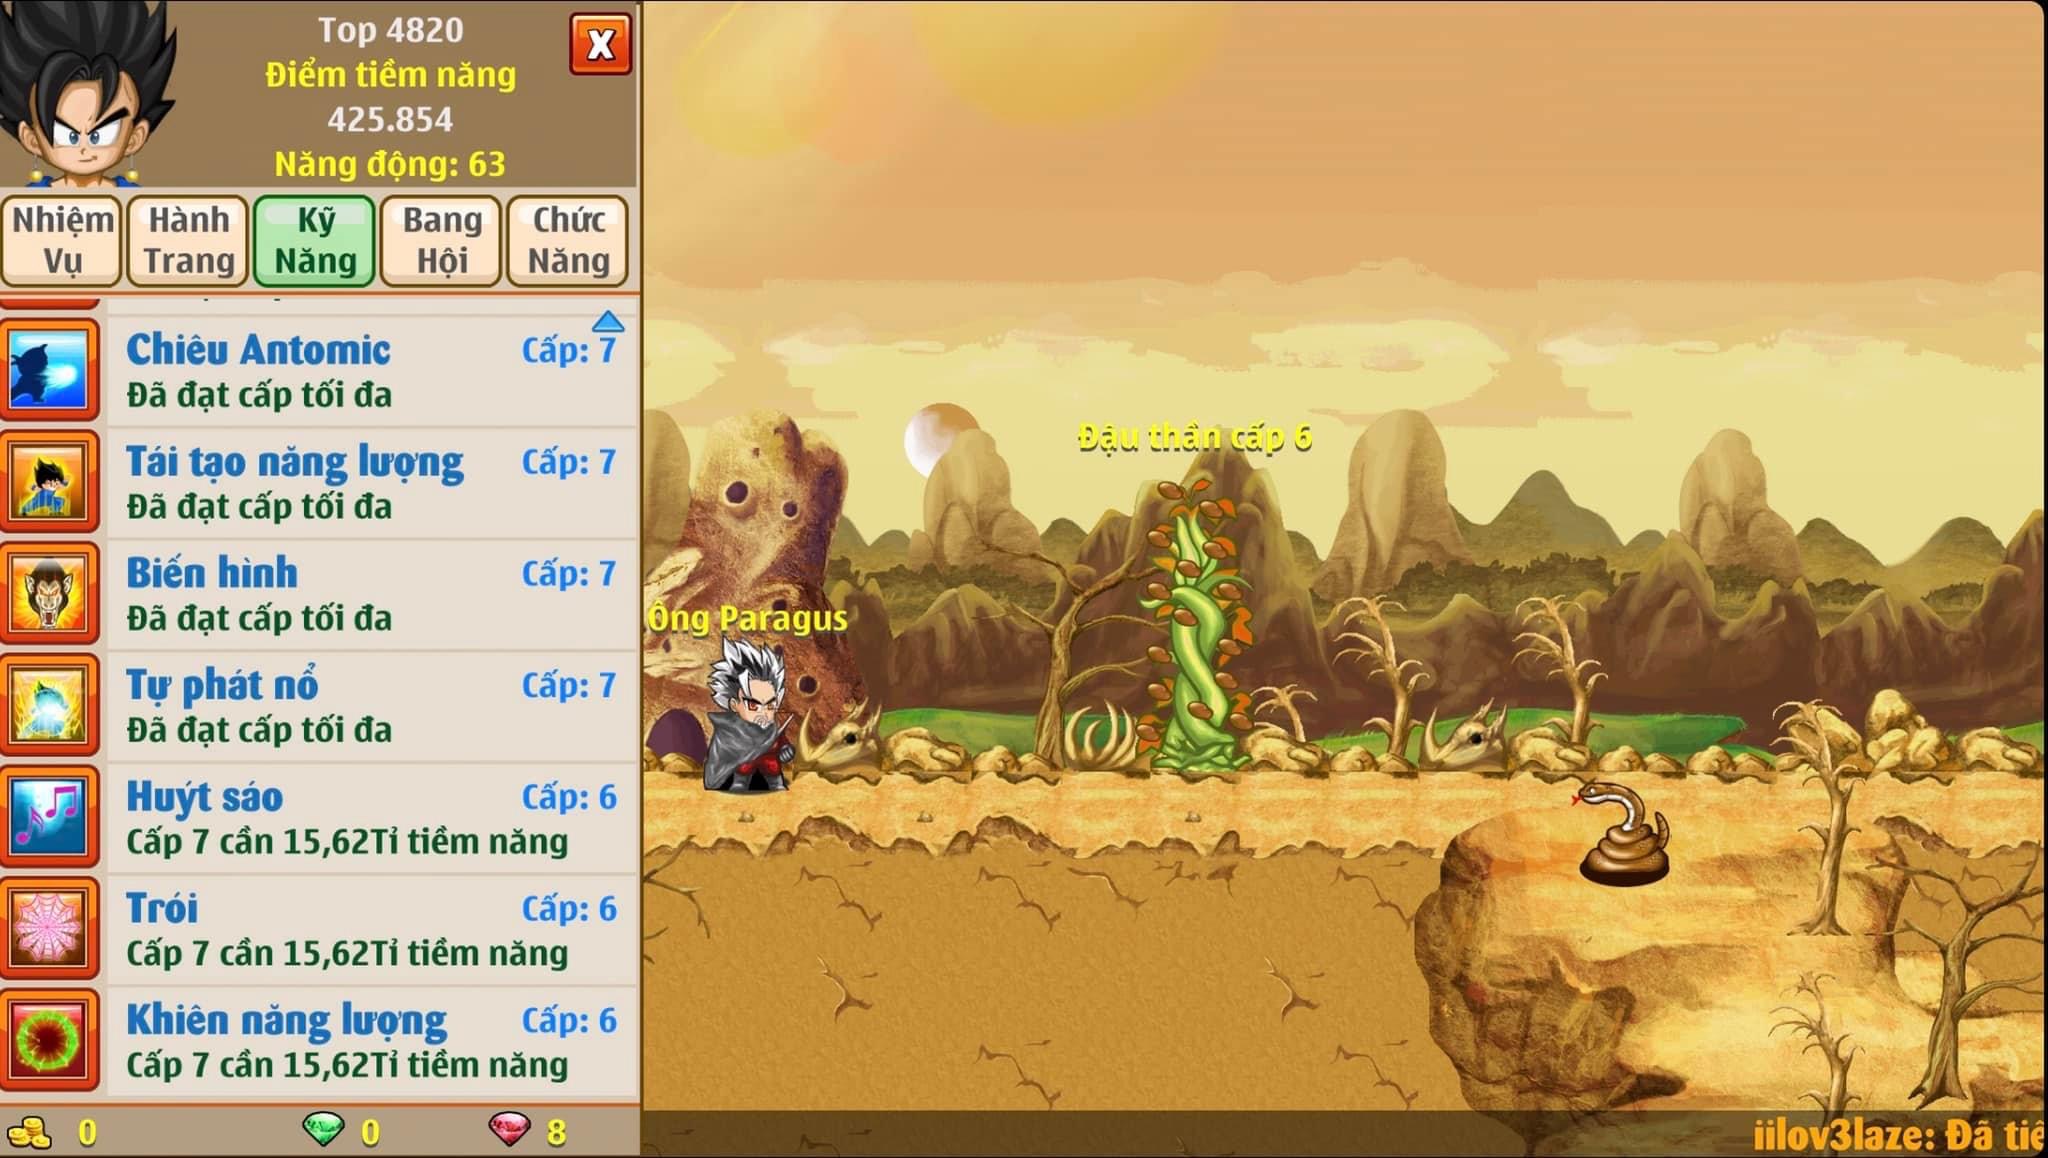 Top 4820
Điểm tiềm năng
425.854
Năng động: 63
X
Nhiệm Vụ
Hành Trang
Kỹ Năng
Bang Hội
Chức Năng
Chiêu Antomic Cấp: 7
Đã đạt cấp tối đa
Tái tạo năng lượng Cấp: 7
Đã đạt cấp tối đa
Biến hình Cấp: 7
Đã đạt cấp tối đa
Tự phát nổ Cấp: 7
Đã đạt cấp tối đa
Huýt sáo Cấp: 6
Cấp 7 cần 15,62Tỉ tiềm năng
Trói Cấp: 6
Cấp 7 cần 15,62Tỉ tiềm năng
Khiên năng lượng Cấp: 6
Cấp 7 cần 15,62Tỉ tiềm năng
0 0 8
Đậu thần cấp 6
Ông Paragus
iilov3laze: Đã